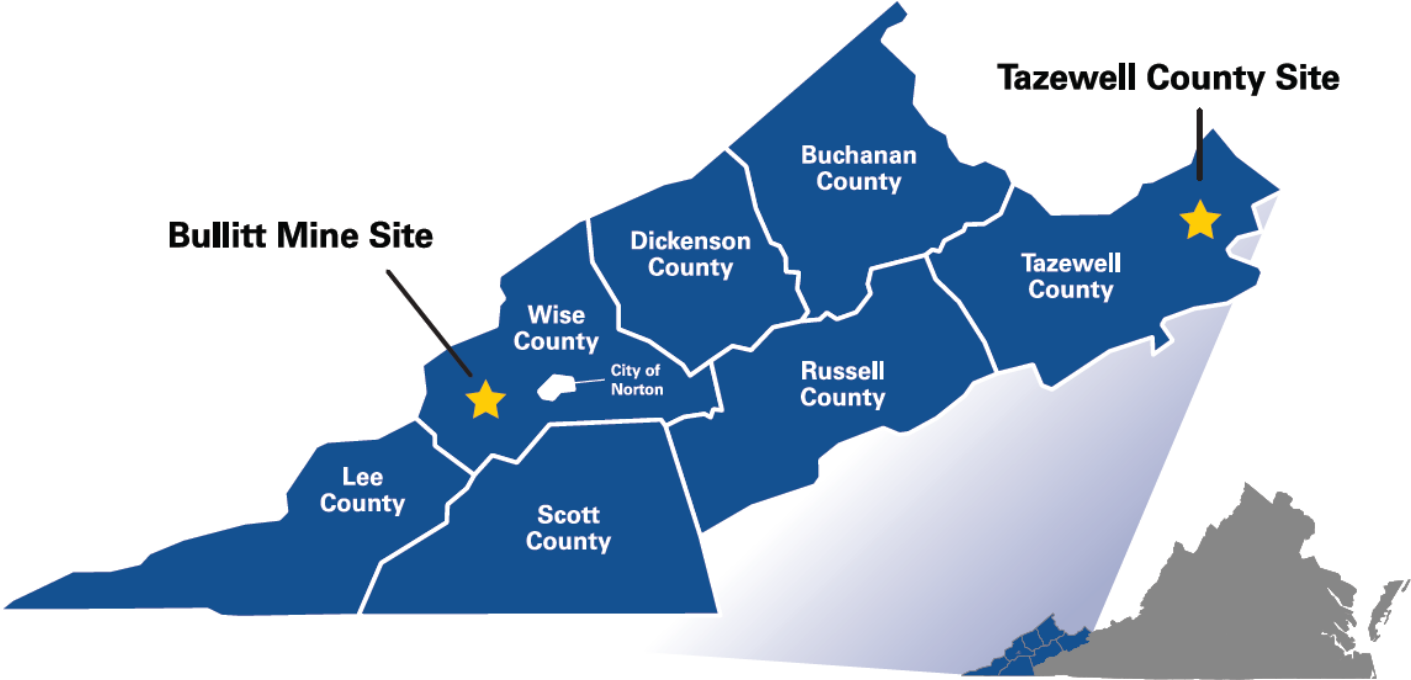 Tazewell County Site
Buchanan
County
Bullitt Mine Site
Dickenson
County
Tazewell
County
Wise
County
City of
Norton
Russell
County
Lee
County
Scott
County